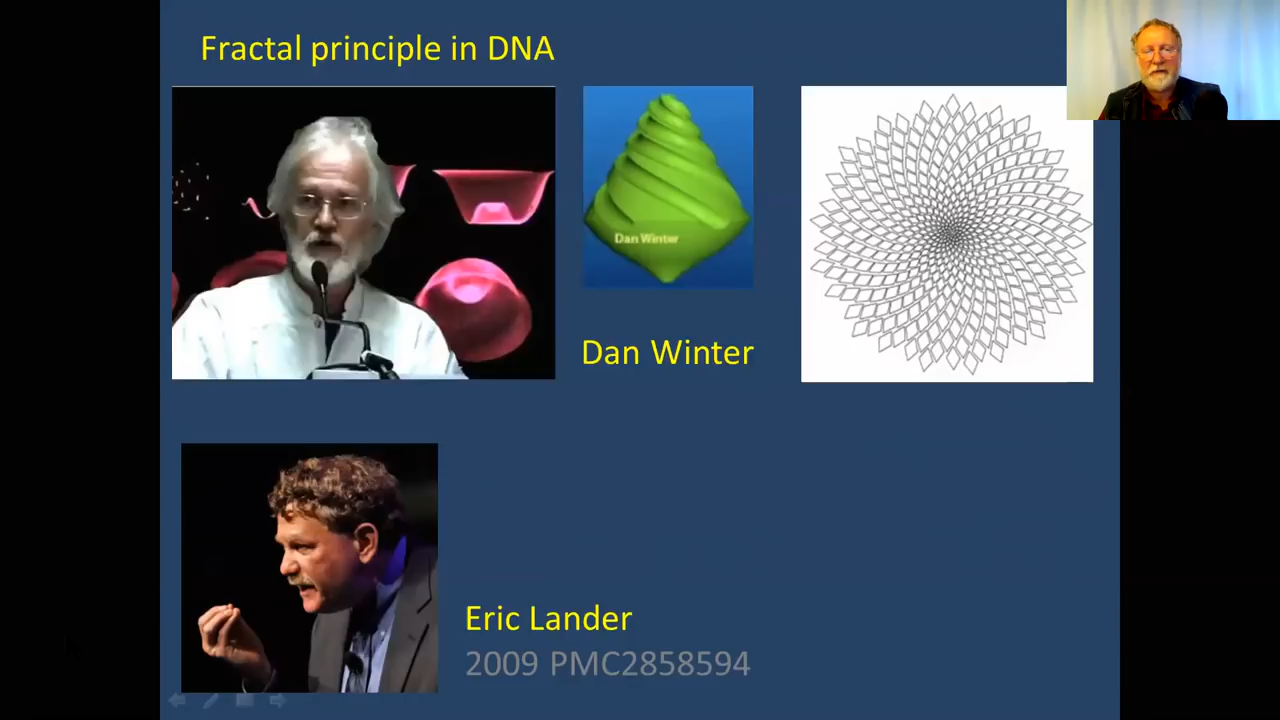 Fractal principle in DNA
Dan Winter
Dan Winter
Eric Lander
2009 PMC2858594